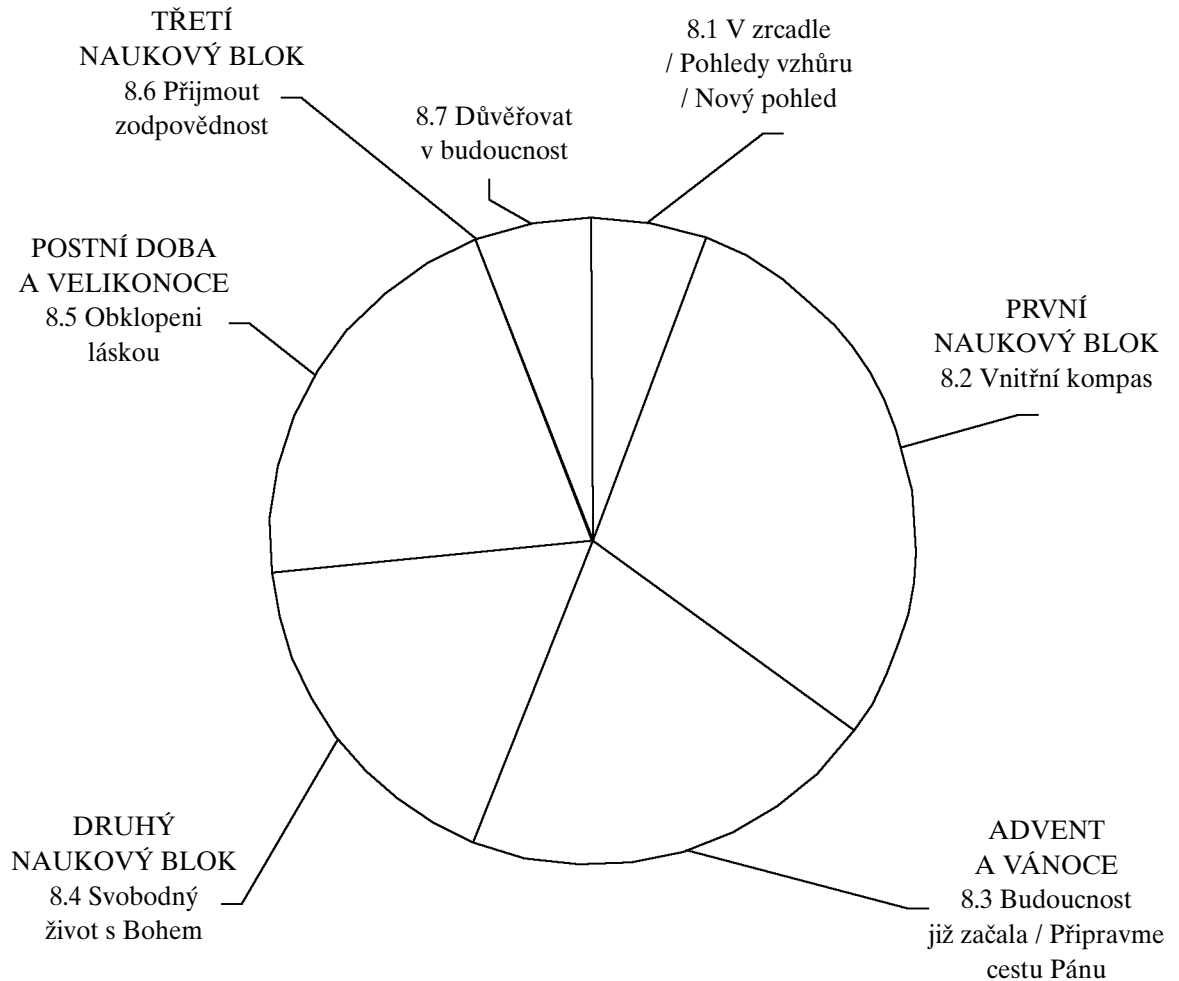 TŘETÍ
NAUKOVÝ BLOK
8.6 Přijmout
zodpovědnost
8.7 Důvěřovat
v budoucnost
8.1 V zrcadle
/ Pohledy vzhůru
/ Nový pohled
POSTNÍ DOBA
A VELIKONOCE
8.5 Obklopeni
láskou
PRVNÍ
NAUKOVÝ BLOK
8.2 Vnitřní kompas
DRUHÝ
NAUKOVÝ BLOK
8.4 Svobodný
život s Bohem
ADVENT
A VÁNOCE
8.3 Budoucnost
již začala / Připravme
cestu Pánu